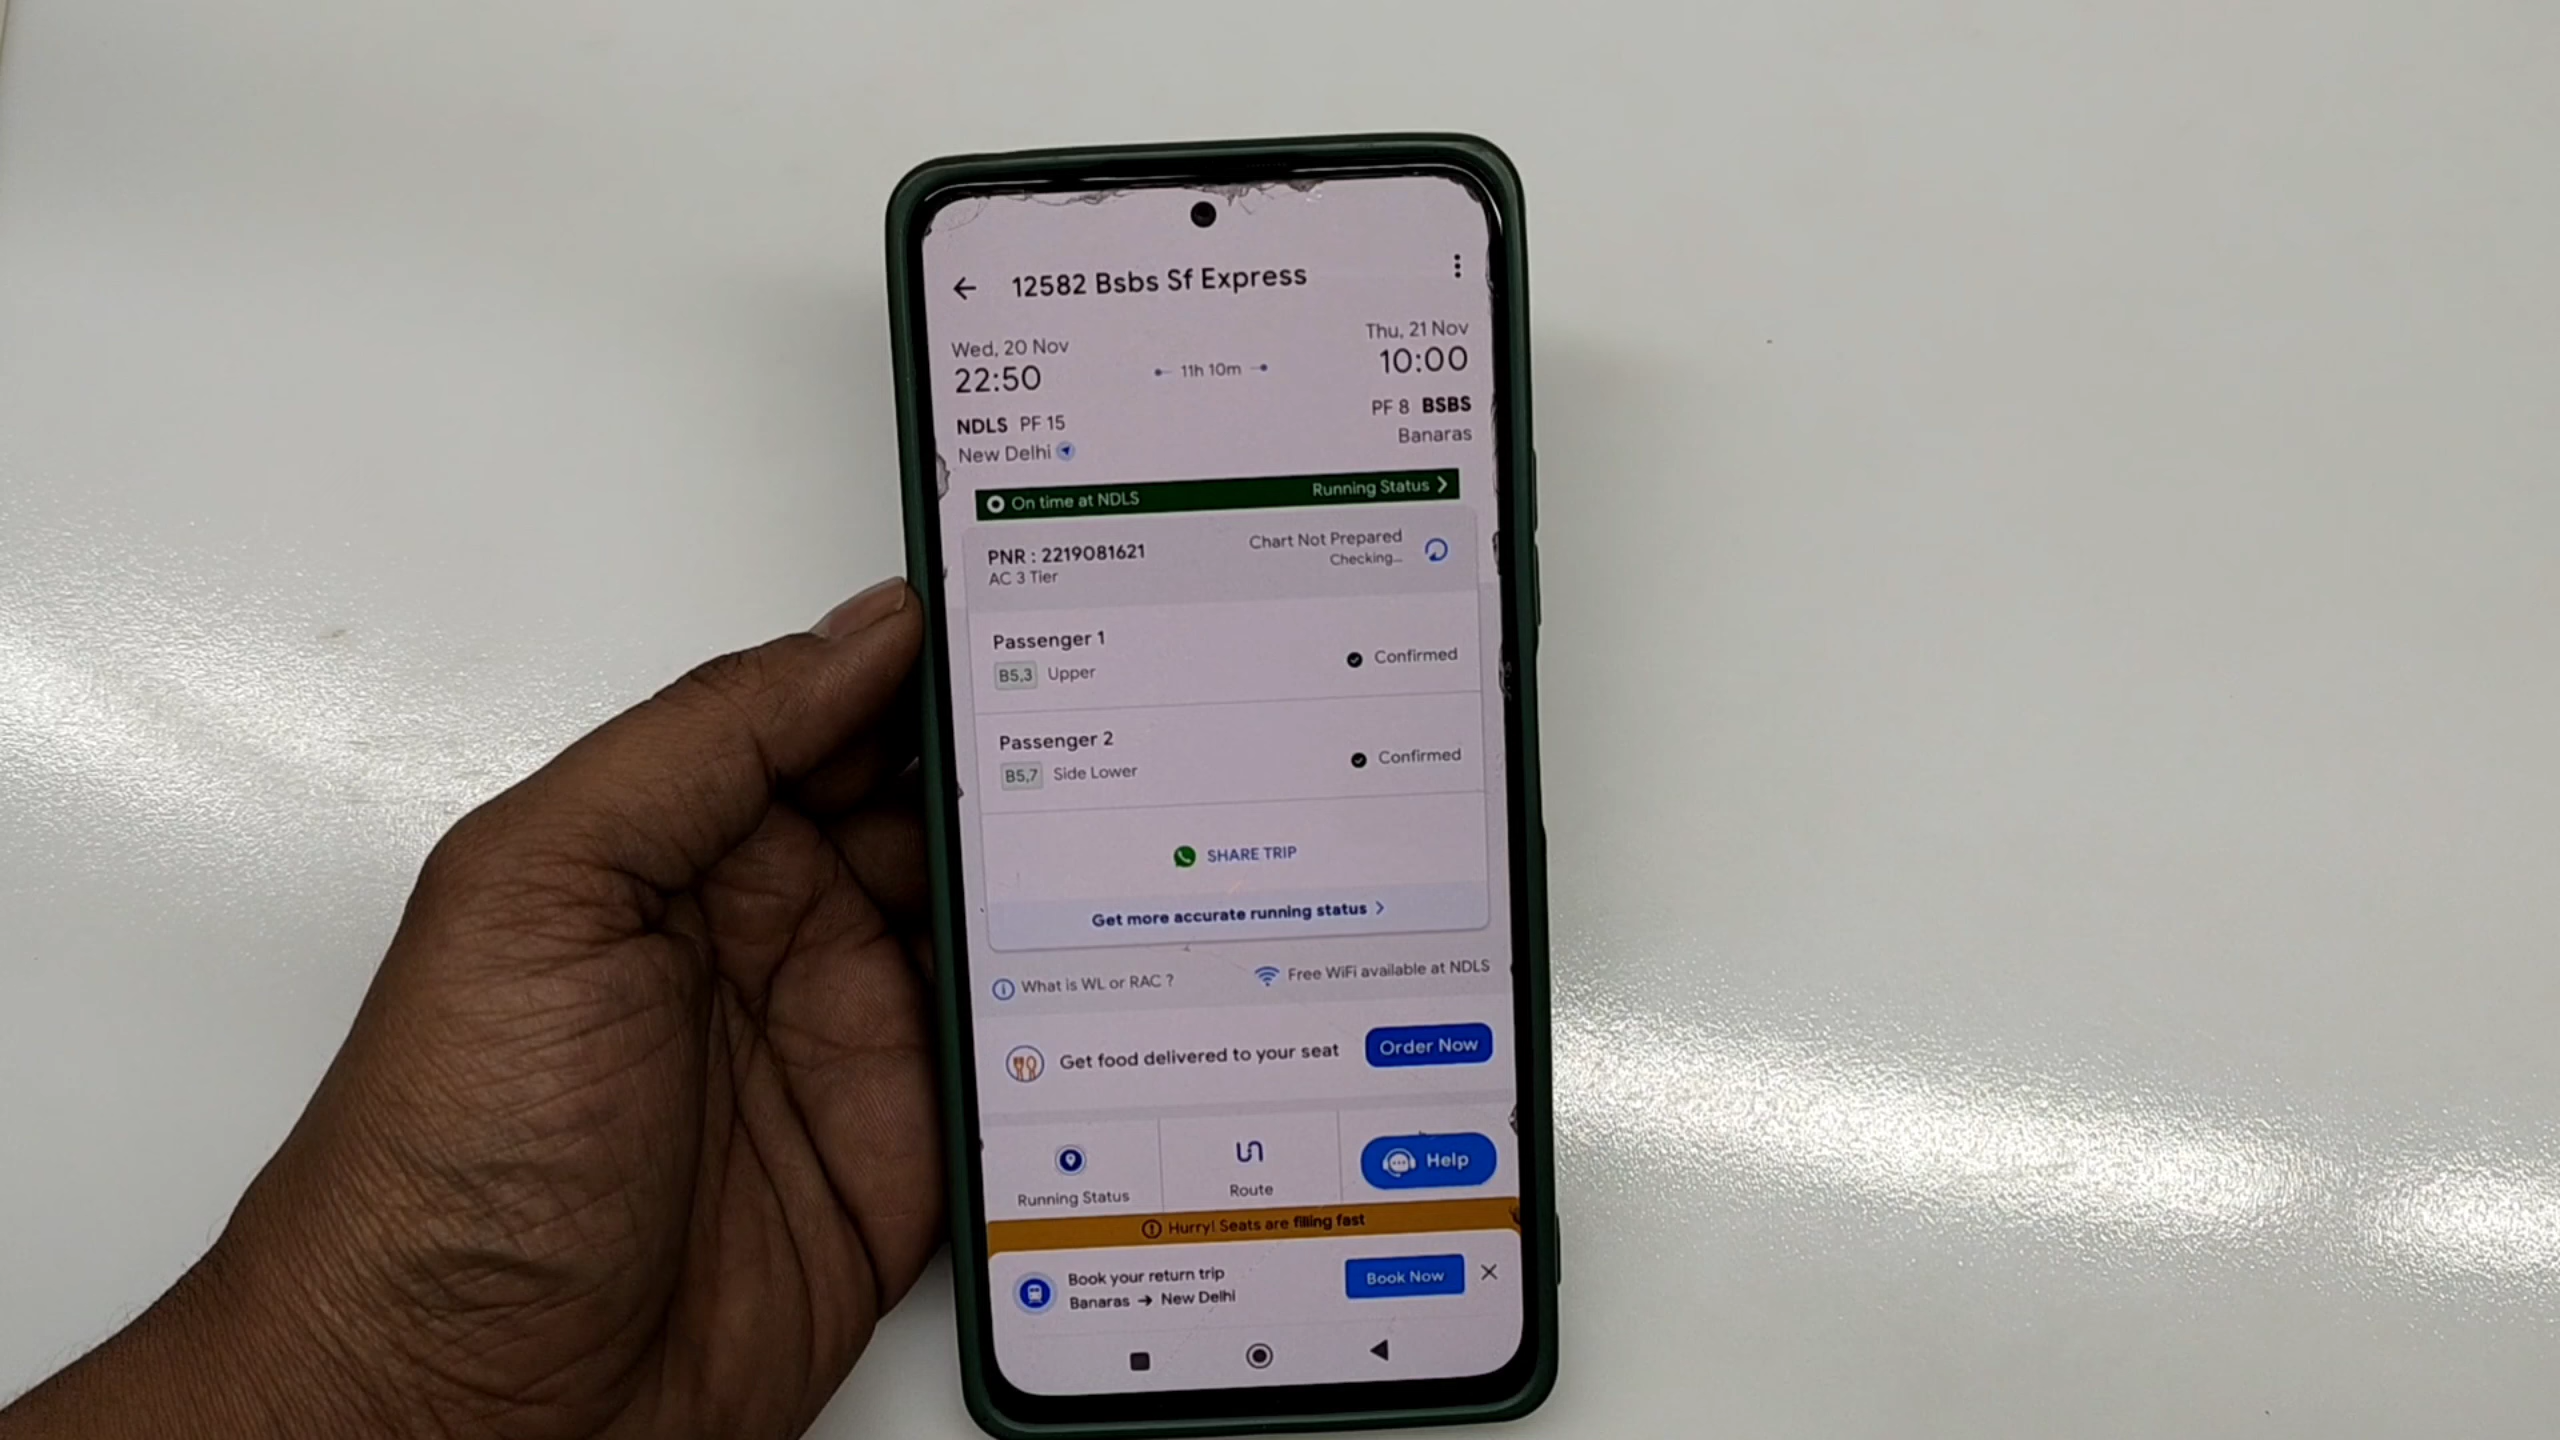 12582 Bsbs Sf Express
Wed, 20 Nov
Thu, 21 Nov
22:50
11h 10m
10:00
NDLS PF 15
PF 8 BSBS
New Delhi
Banaras
On time at NDLS
Running Status
PNR : 2219081621
Chart Not Prepared
AC 3 Tier
Checking...
Passenger 1
B5,3 Upper
Confirmed
Passenger 2
B5,7 Side Lower
Confirmed
SHARE TRIP
Get more accurate running status
What is WL or RAC ?
Free WiFi available at NDLS
Get food delivered to your seat
Order Now
Running Status
Route
Help
Hurry! Seats are filling fast
Book your return trip
Banaras → New Delhi
Book Now